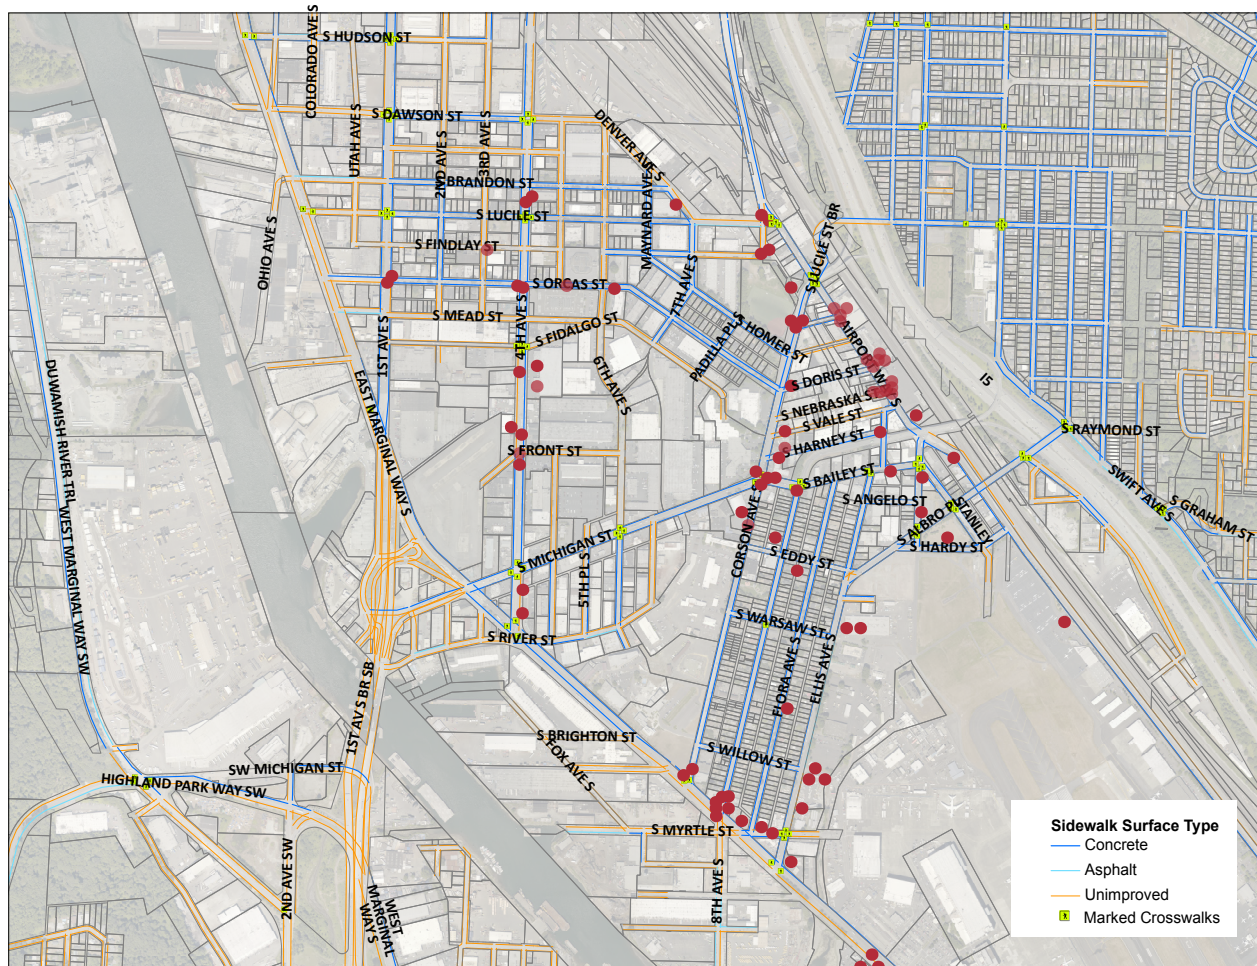 COLORADO AVE S
S HUDSON ST
UTAH AVE S
S DAWSON ST
2ND AVE S
3RD AVE S
DENVER AVE S
S BRANDON ST
MAYNARD AVE S
S LUCILE ST
S LUCILE ST BR
OHIO AVE S
S FINDLAY ST
S ORCAS ST
7TH AVE S
1ST AVE S
S MEAD ST
4TH AVE S
S FIDALGO ST
PADILLA PL S
S HOMER ST
6TH AVE S
S DORIS ST
I5
DUWAMISH RIVER TRL
EAST MARGINAL WAY S
S NEBRASKA ST
S VALE ST
S RAYMOND ST
S FRONT ST
S HARNEY ST
S BAILEY ST
SWIFT AVE S
S GRAHAM ST
WEST MARGINAL WAY SW
CORSON AVE S
S ANGELO ST
STANLEY
S ALBRO PL
S MICHIGAN ST
S HARDY ST
S EDDY ST
5TH PL S
S WARSAW ST
S RIVER ST
FLORA AVE S
ELLIS AVE S
1ST AV S BR SB
S BRIGHTON ST
FOX AVE S
S WILLOW ST
SW MICHIGAN ST
HIGHLAND PARK WAY SW
S MYRTLE ST
2ND AVE SW
8TH AVE S
WEST
MARGINAL
WAY S
Sidewalk Surface Type
Concrete
Asphalt
Unimproved
Marked Crosswalks